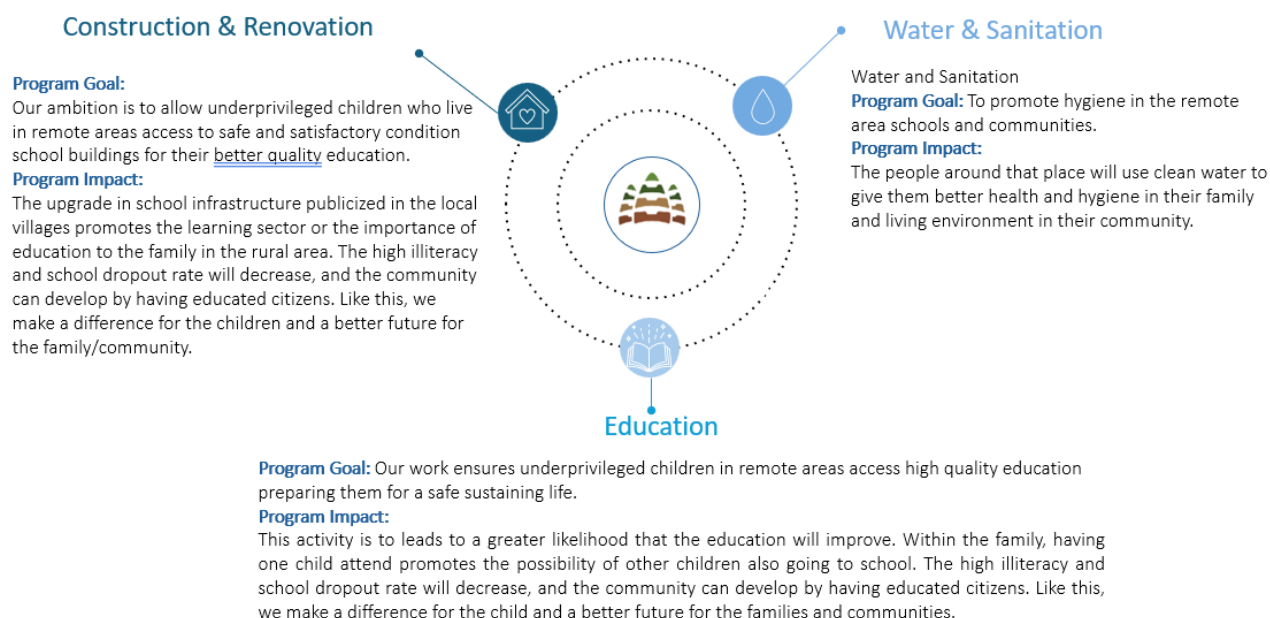 Construction & Renovation
Program Goal:
Our ambition is to allow underprivileged children who live
in remote areas access to safe and satisfactory condition
school buildings for their better quality education.
Program Impact:
The upgrade in school infrastructure publicized in the local
villages promotes the learning sector or the importance of
education to the family in the rural area. The high illiteracy
and school dropout rate will decrease, and the community
can develop by having educated citizens. Like this, we
make a difference for the children and a better future for
the family/community.
Water & Sanitation
Water and Sanitation
Program Goal: To promote hygiene in the remote
area schools and communities.
Program Impact:
The people around that place will use clean water to
give them better health and hygiene in their family
and living environment in their community.
Education
Program Goal: Our work ensures underprivileged children in remote areas access high quality education
preparing them for a safe sustaining life.
Program Impact:
This activity is to leads to a greater likelihood that the education will improve. Within the family, having
one child attend promotes the possibility of other children also going to school. The high illiteracy and
school dropout rate will decrease, and the community can develop by having educated citizens. Like this,
we make a difference for the child and a better future for the families and communities.